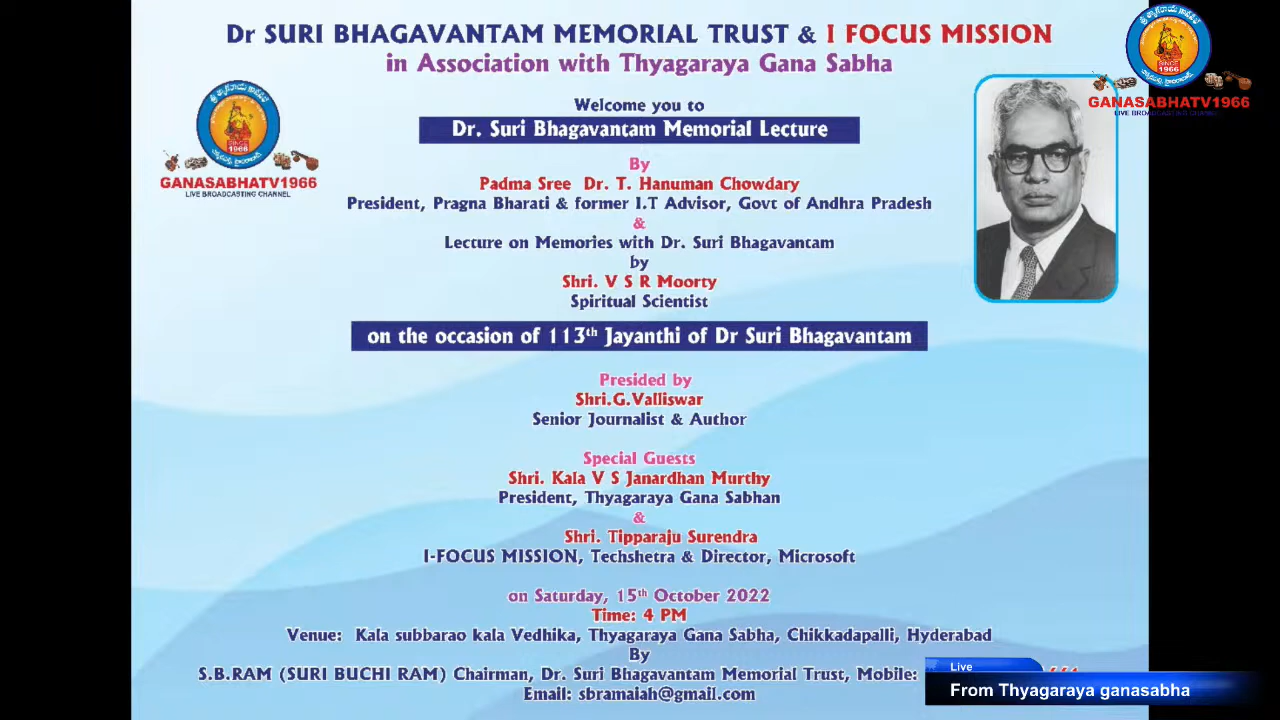 Dr SURI BHAGAVANTAM MEMORIAL TRUST & I FOCUS MISSION
in Association with Thyagaraya Gana Sabha
Welcome you to
Dr. Suri Bhagavantam Memorial Lecture
By
Padma Sree Dr. T. Hanuman Chowdary
President, Pragna Bharati & former I.T Advisor, Govt of Andhra Pradesh
&
Lecture on Memories with Dr. Suri Bhagavantam
by
Shri. V S R Moorty
Spiritual Scientist
on the occasion of 113th Jayanthi of Dr Suri Bhagavantam
Presided by
Shri.G.Valliswar
Senior Journalist & Author
Special Guests
Shri. Kala V S Janardhan Murthy
President, Thyagaraya Gana Sabhan
&
Shri. Tipparaju Surendra
I-FOCUS MISSION, Techshetra & Director, Microsoft
on Saturday, 15th October 2022
Time: 4 PM
Venue: Kala subbarao kala Vedhika, Thyagaraya Gana Sabha, Chikkadapalli, Hyderabad
By
S.B.RAM (SURI BUCHI RAM) Chairman, Dr. Suri Bhagavantam Memorial Trust, Mobile:
Email: sbramaiah@gmail.com
SINCE
1966
GANASABHATV1966
LIVE BROADCASTING CHANNEL
SINCE
1966
GANASABHATV1966
LIVE BROADCASTING CHANNEL
Live
From Thyagaraya ganasabha